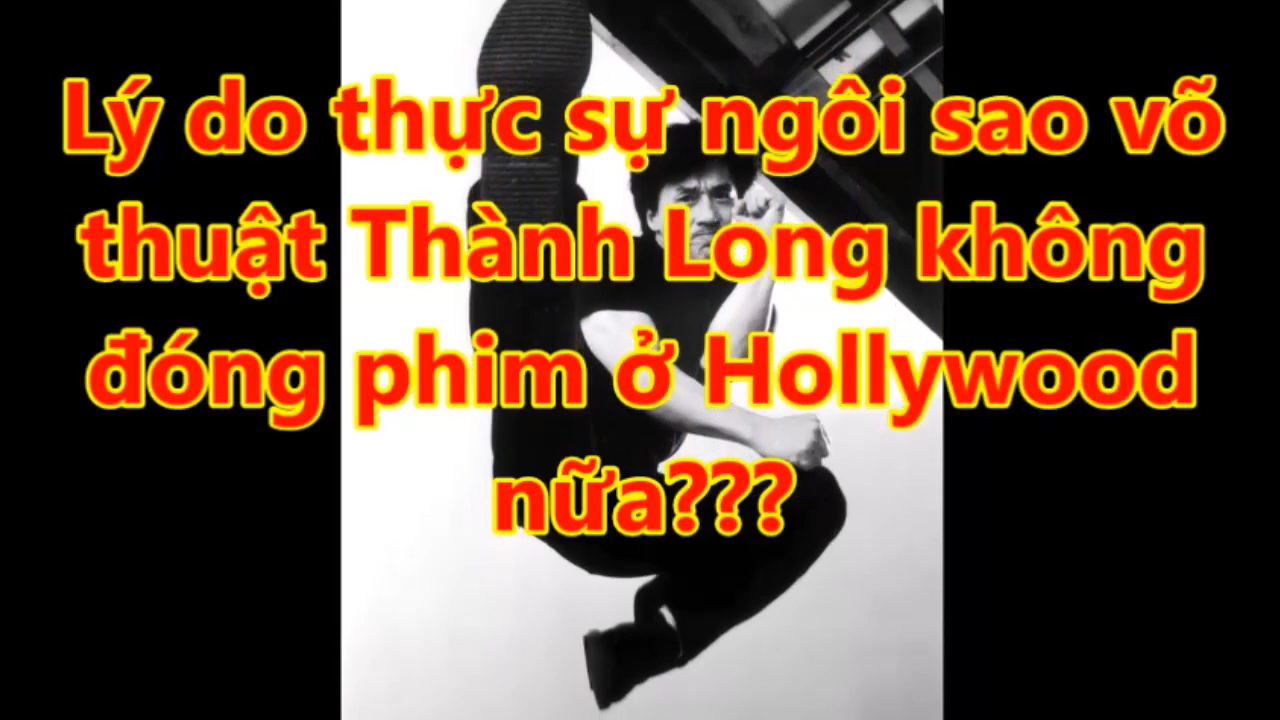 Lý do thực sự ngôi sao võ
thuật Thành Long không
đóng phim ở Hollywood
nữa???